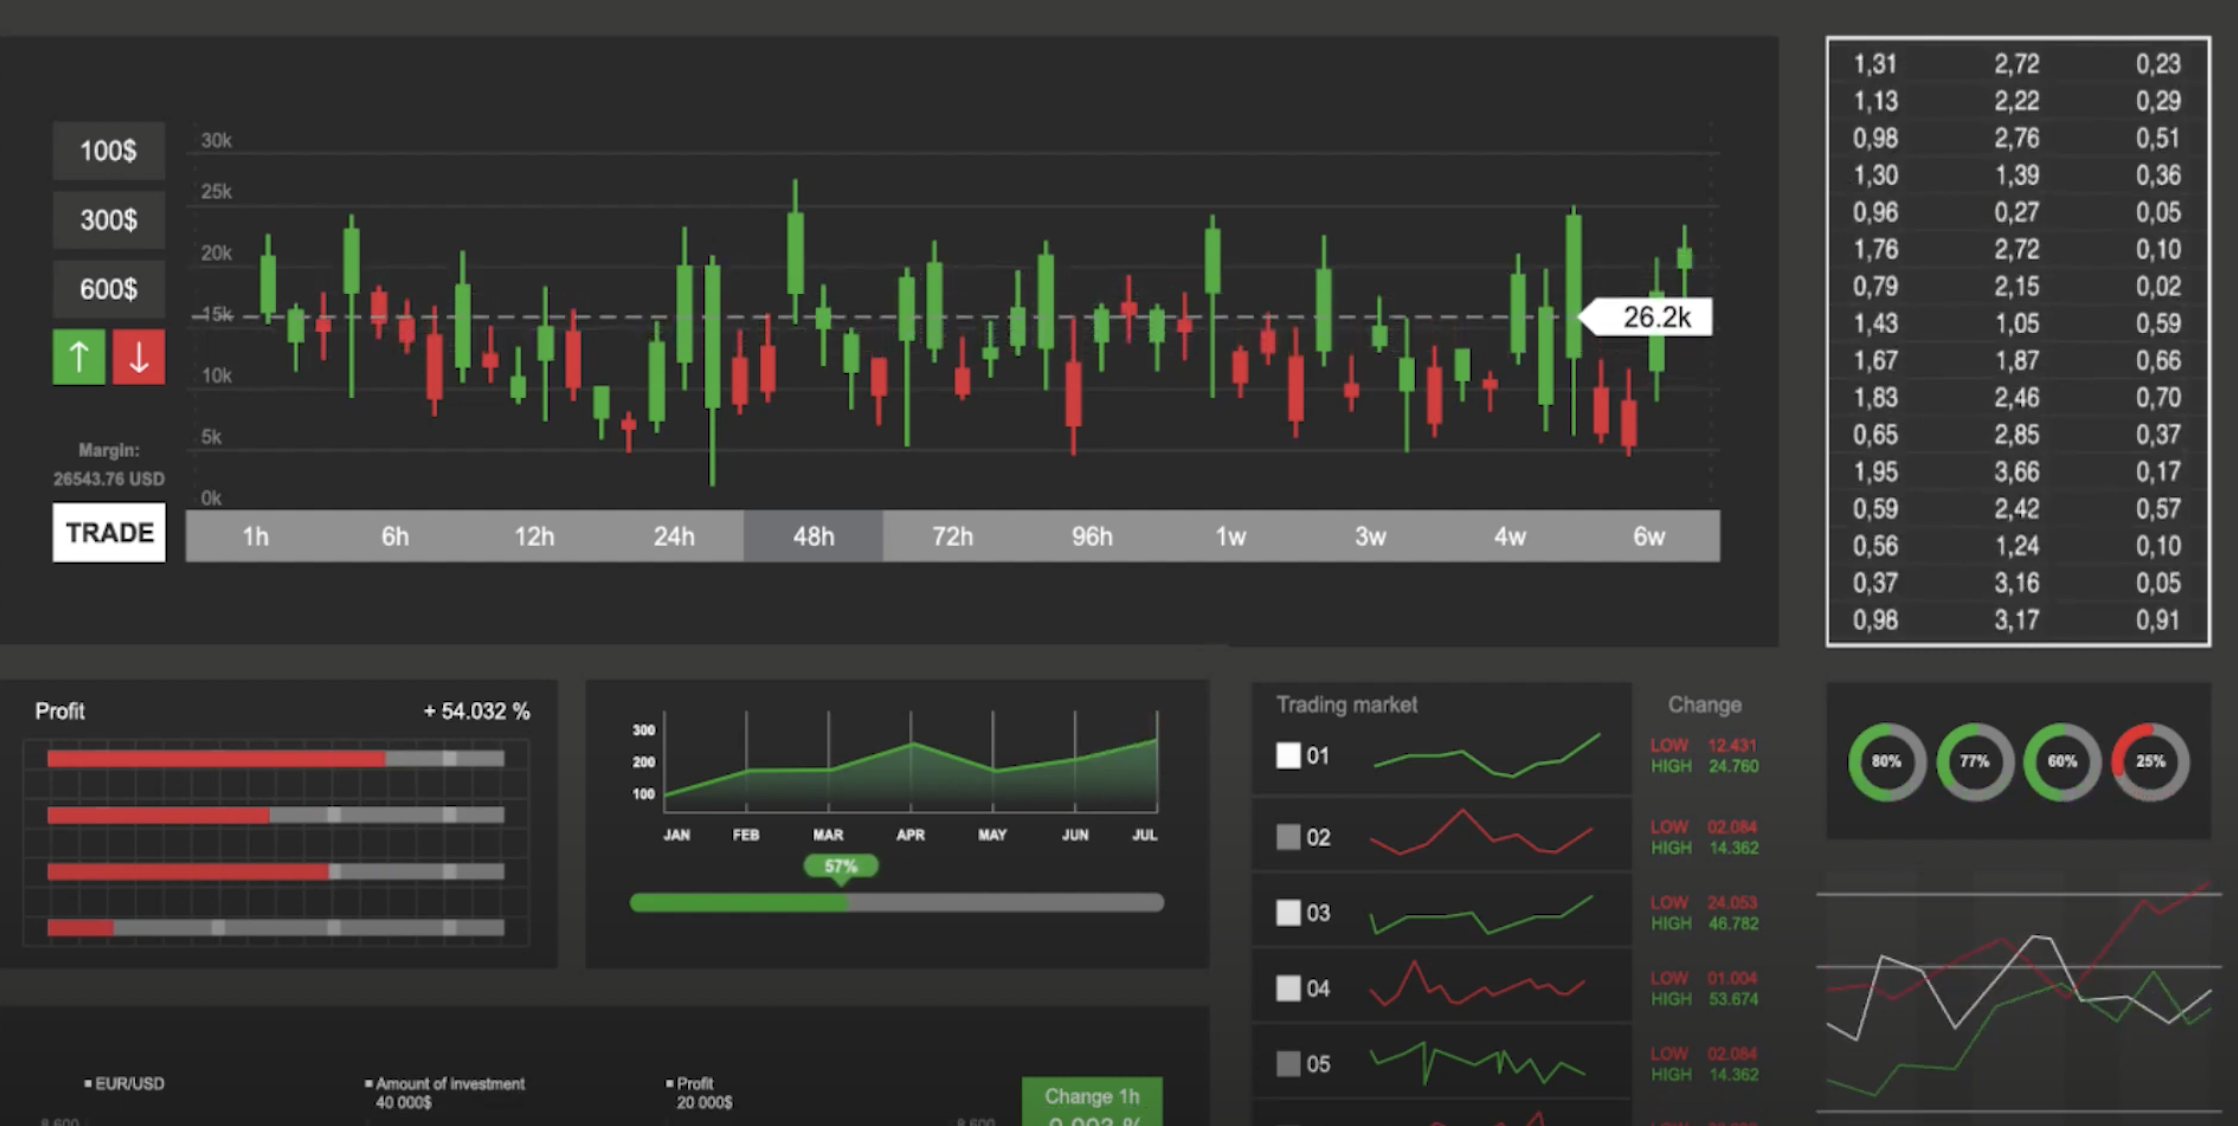 100$
300$
600$
Margin:
26543.76 USD
TRADE
30k
25k
20k
15k
10k
5k
0k
26.2k
1h 6h 12h 24h 48h 72h 96h 1w 3w 4w 6w
1,31 2,72 0,23
1,13 2,22 0,29
0,98 2,76 0,51
1,30 1,39 0,36
0,96 0,27 0,05
1,76 2,72 0,10
0,79 2,15 0,02
1,43 1,05 0,59
1,67 1,87 0,66
1,83 2,46 0,70
0,65 2,85 0,37
1,95 3,66 0,17
0,59 2,42 0,57
0,56 1,24 0,10
0,37 3,16 0,05
0,98 3,17 0,91
Profit + 54.032 %
300
200
100
JAN FEB MAR APR MAY JUN JUL
57%
Trading market Change
01
LOW 12.431
HIGH 24.760
02
LOW 02.084
HIGH 14.362
03
LOW 24.053
HIGH 46.782
04
LOW 01.004
HIGH 53.674
05
LOW 02.084
HIGH 14.362
80% 77% 60% 25%
EUR/USD
Amount of investment
40 000$
Profit
20 000$
Change 1h